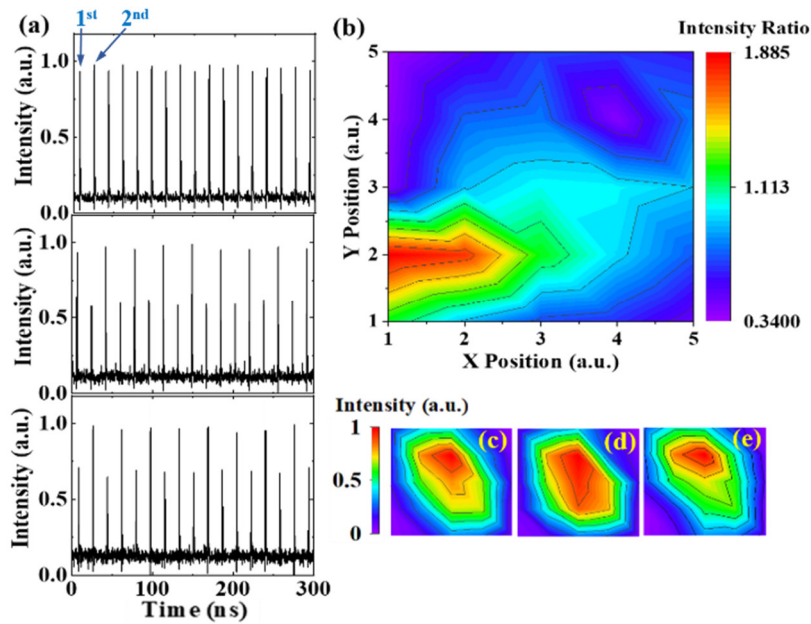 (a)
1st 2nd
1.0
0.5
0.0
Intensity (a.u.)
1.0
0.5
0.0
Intensity (a.u.)
1.0
0.5
0.0
Intensity (a.u.)
0 100 200 300
Time (ns)
(b)
Intensity Ratio
5
4
3
2
1
Y Position (a.u.)
1 2 3 4 5
X Position (a.u.)
1.885
1.113
0.3400
Intensity (a.u.)
1
0.5
0
(c) (d) (e)